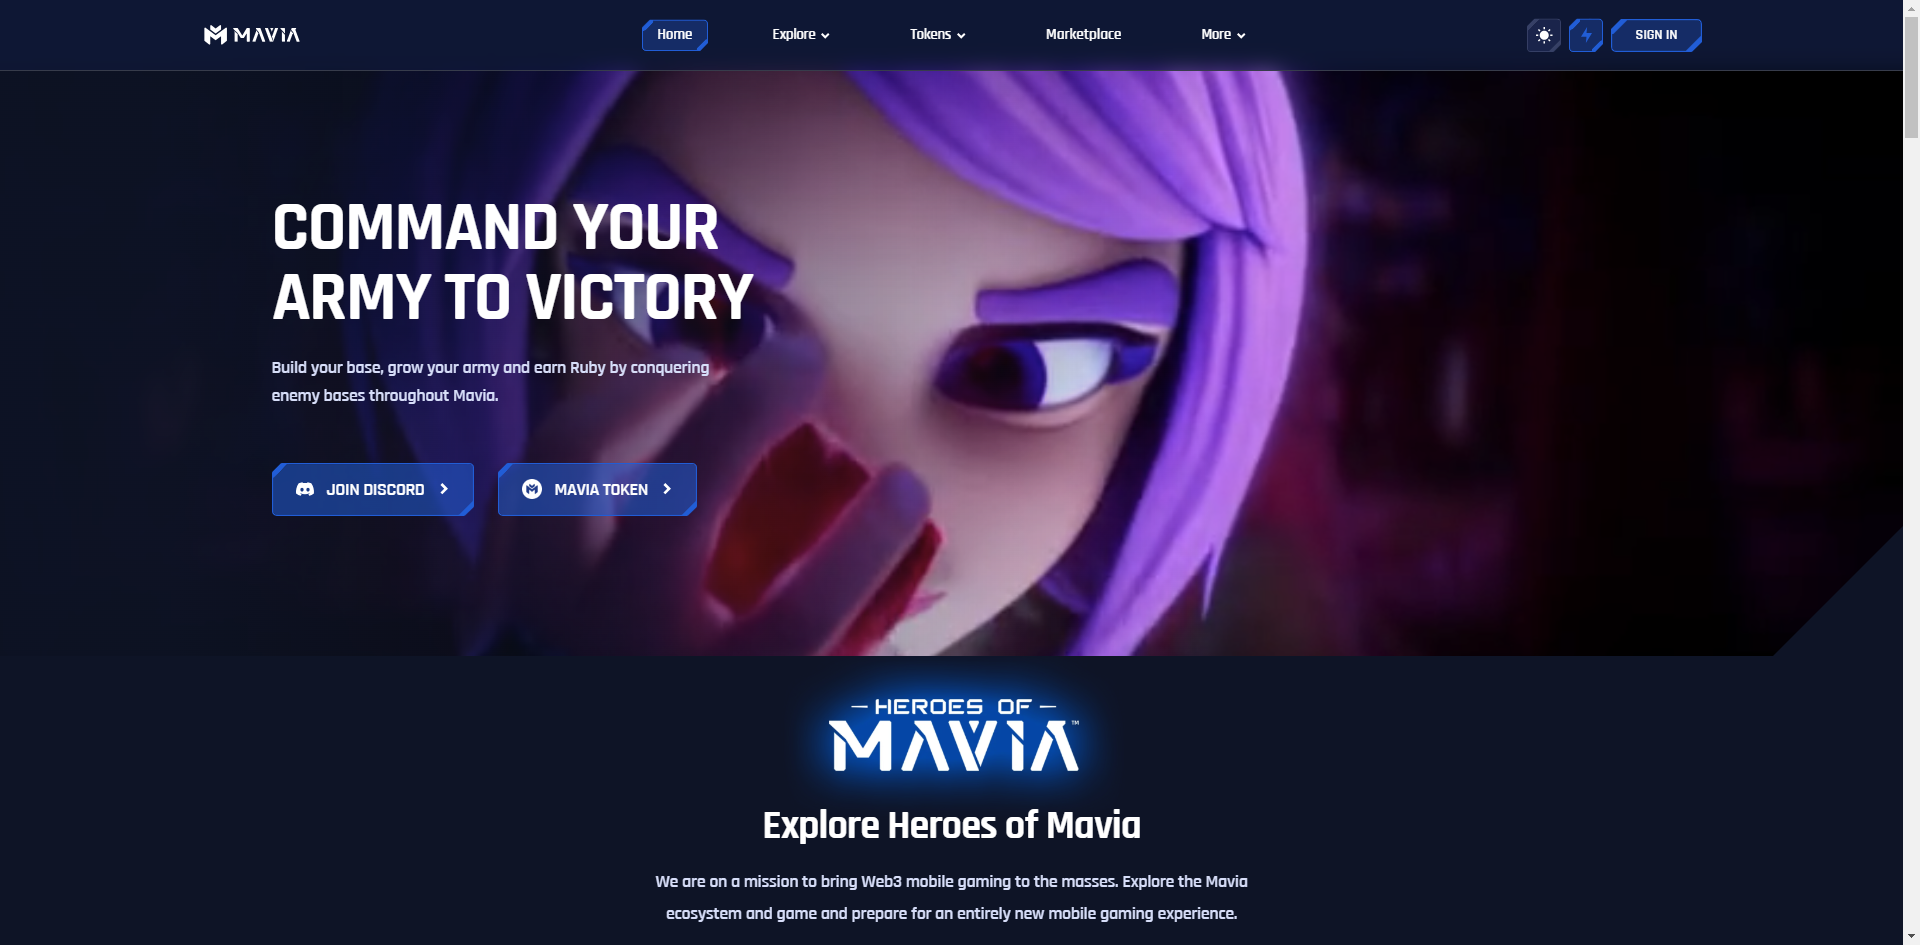 MAVIA
Home
Explore
Tokens
Marketplace
More
SIGN IN
COMMAND YOUR
ARMY TO VICTORY
Build your base, grow your army and earn Ruby by conquering
enemy bases throughout Mavia.
JOIN DISCORD
MAVIA TOKEN
HEROES OF
MAVIA™
Explore Heroes of Mavia
We are on a mission to bring Web3 mobile gaming to the masses. Explore the Mavia
ecosystem and game and prepare for an entirely new mobile gaming experience.